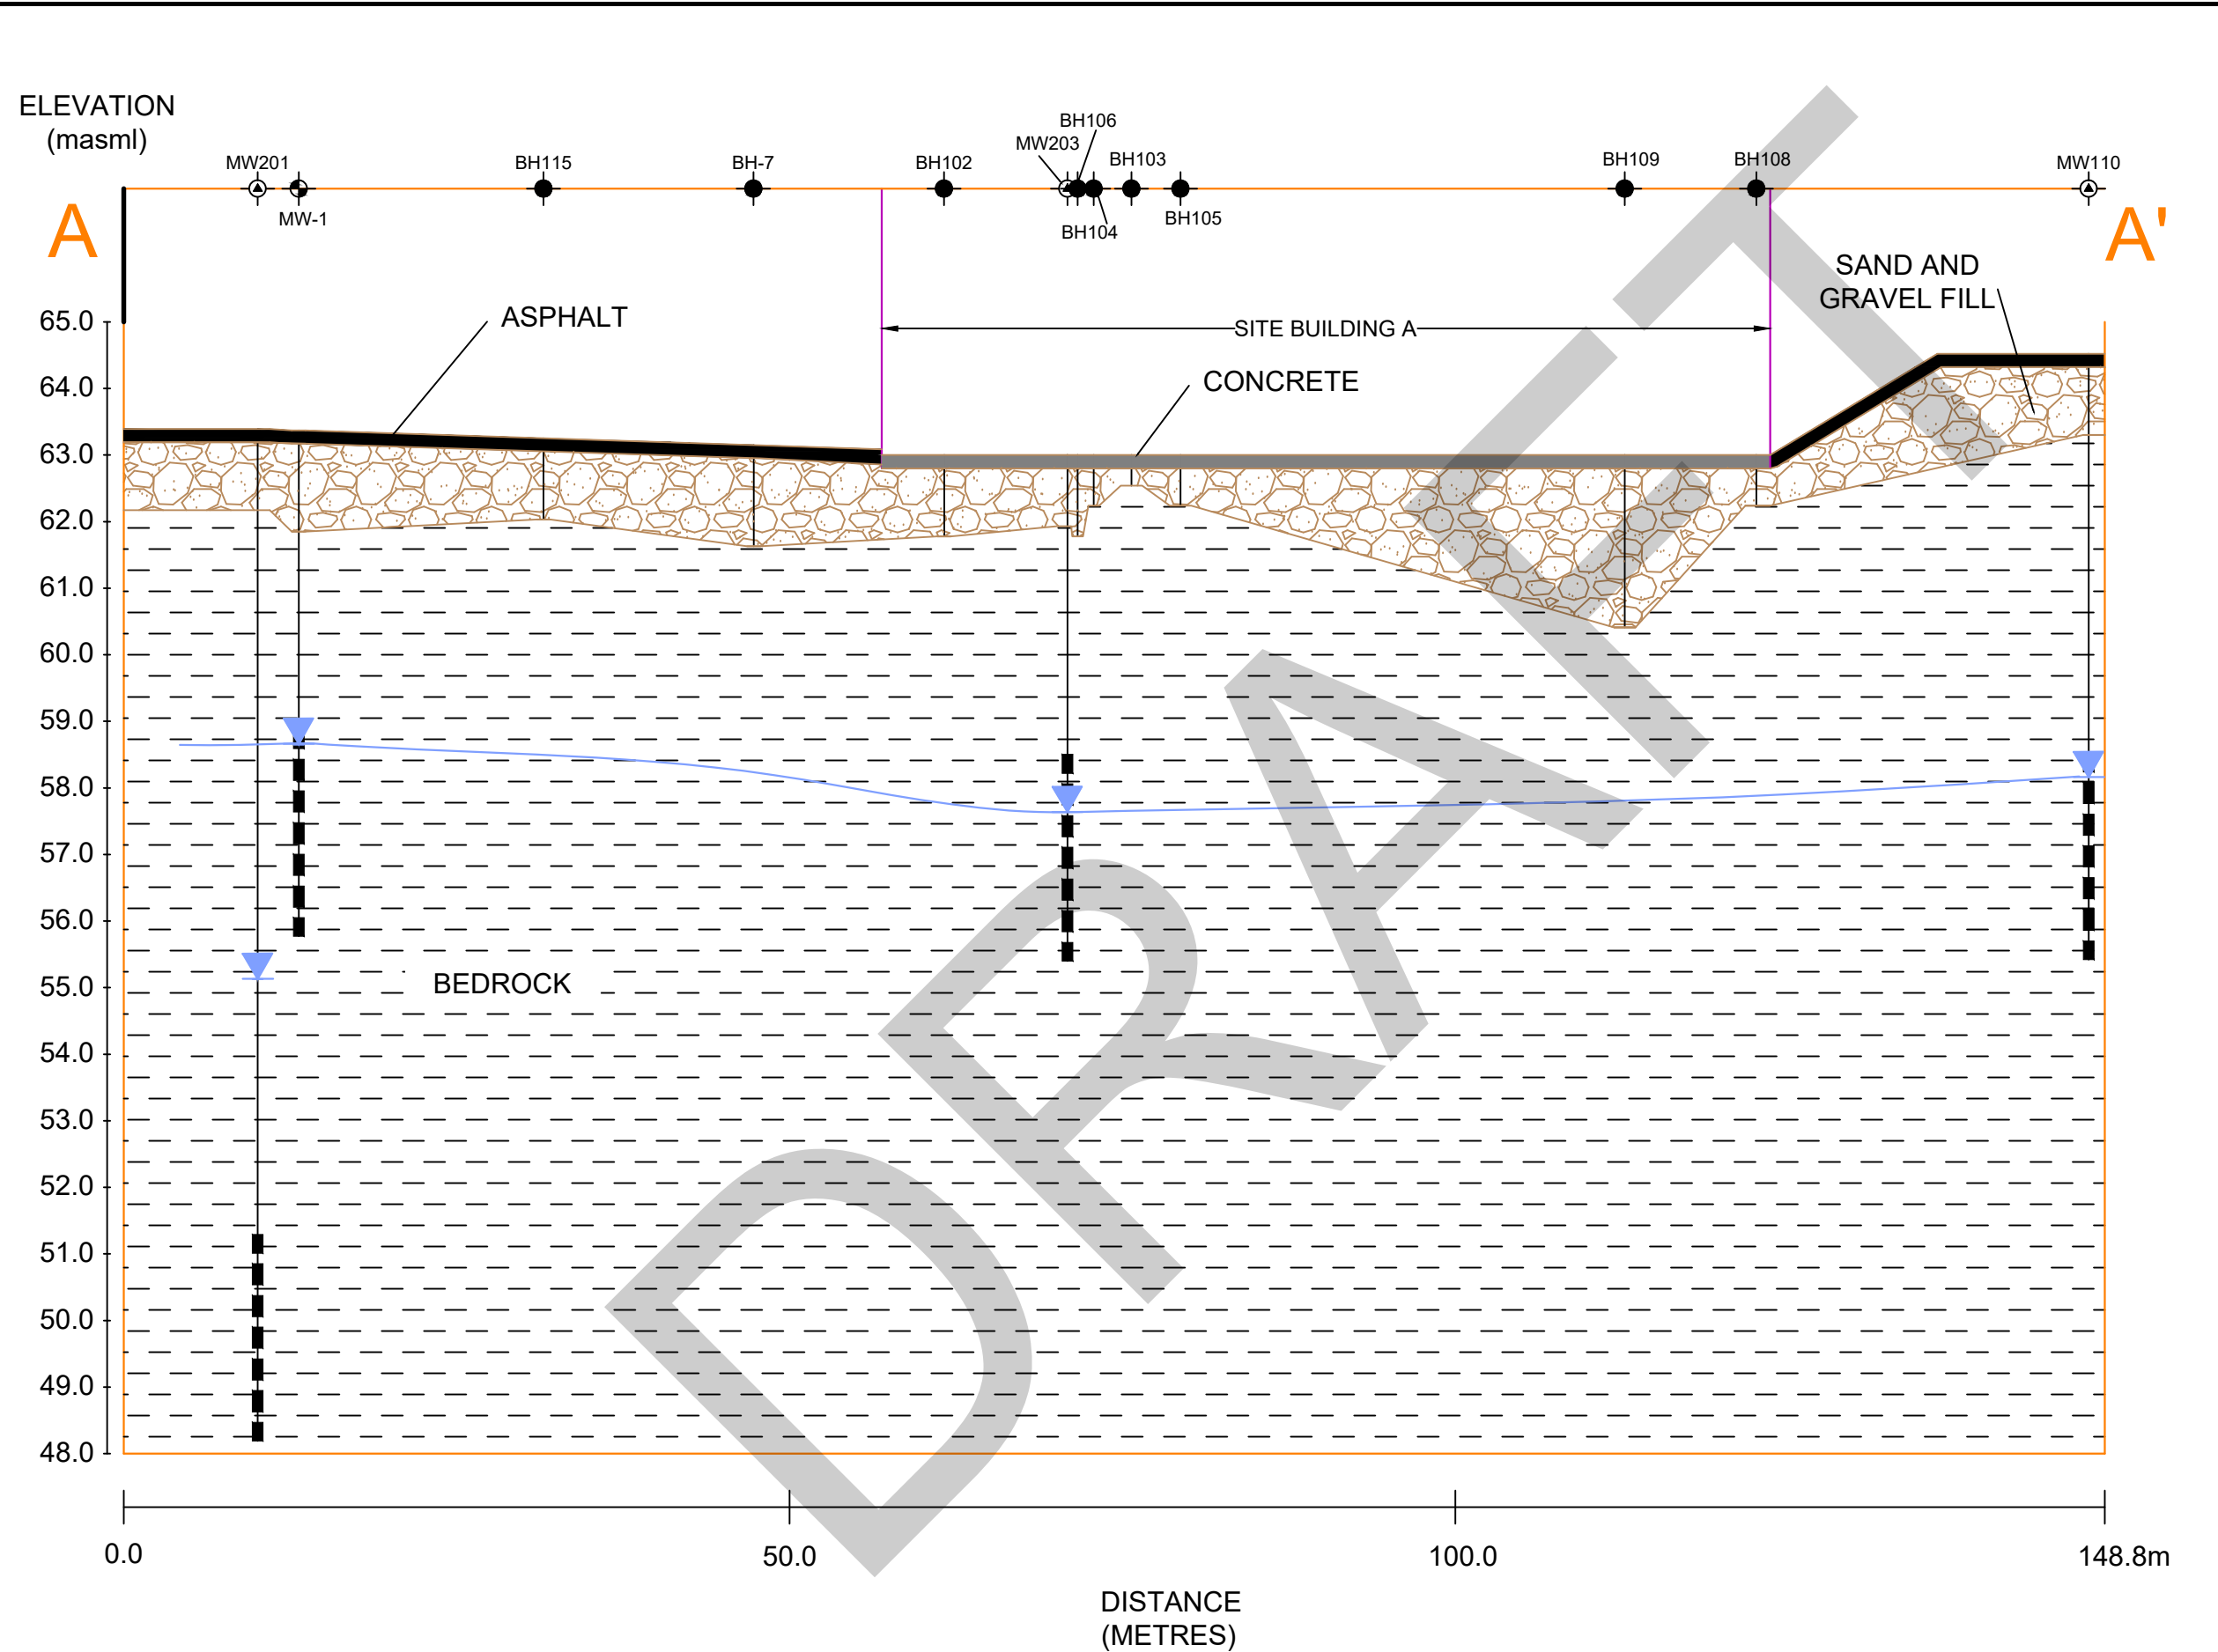 ELEVATION
(masml)
BH106
MW203
MW201
BH115
BH-7
BH102
BH103
BH109
BH108
MW110
MW-1
BH104
BH105
A
A'
SAND AND
GRAVEL FILL
ASPHALT
SITE BUILDING A
CONCRETE
65.0
64.0
63.0
62.0
61.0
60.0
59.0
58.0
57.0
56.0
55.0
54.0
53.0
52.0
51.0
50.0
49.0
48.0
BEDROCK
DRAFT
0.0
50.0
100.0
148.8m
DISTANCE
(METRES)